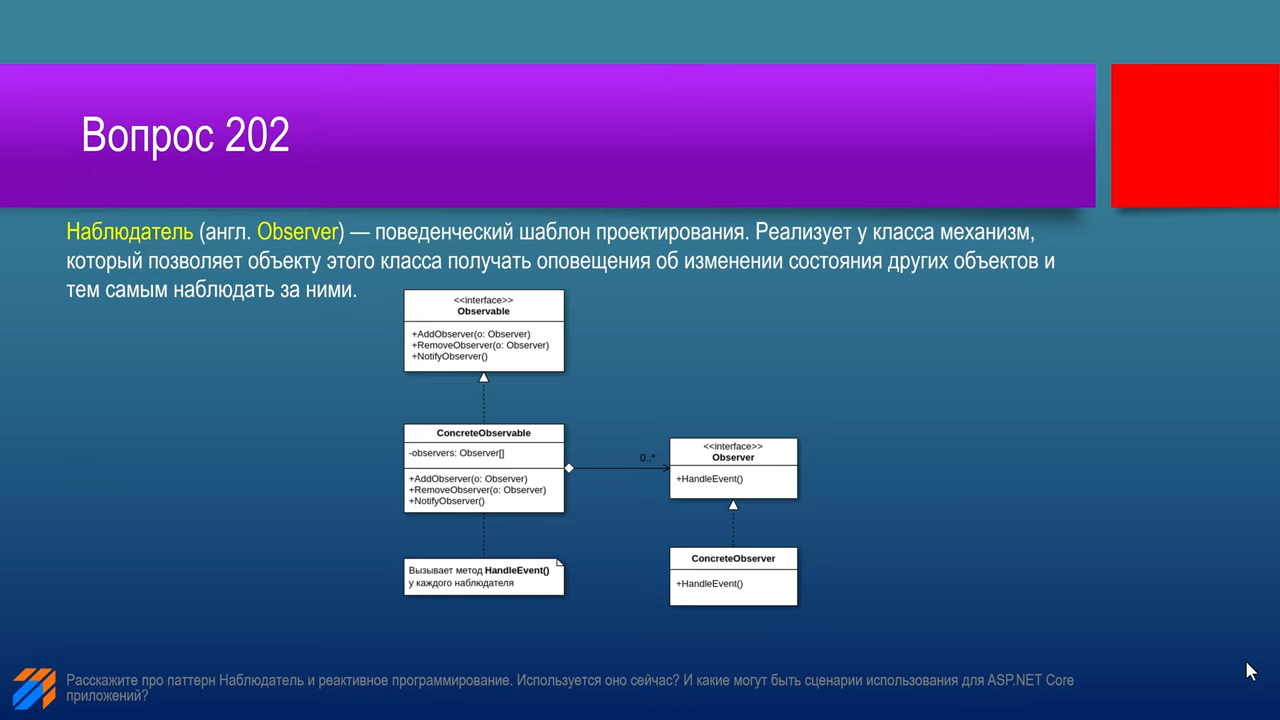 Вопрос 202
Наблюдатель (англ. Observer) — поведенческий шаблон проектирования. Реализует у класса механизм,
который позволяет объекту этого класса получать оповещения об изменении состояния других объектов и
тем самым наблюдать за ними.
<<interface>>
Observable
+AddObserver(o: Observer)
+RemoveObserver(o: Observer)
+NotifyObserver()
ConcreteObservable
-observers: Observer[]
+AddObserver(o: Observer)
+RemoveObserver(o: Observer)
+NotifyObserver()
0..*
<<interface>>
Observer
+HandleEvent()
Вызывает метод HandleEvent()
у каждого наблюдателя
ConcreteObserver
+HandleEvent()
Расскажите про паттерн Наблюдатель и реактивное программирование. Используется оно сейчас? И какие могут быть сценарии использования для ASP.NET Core
приложений?